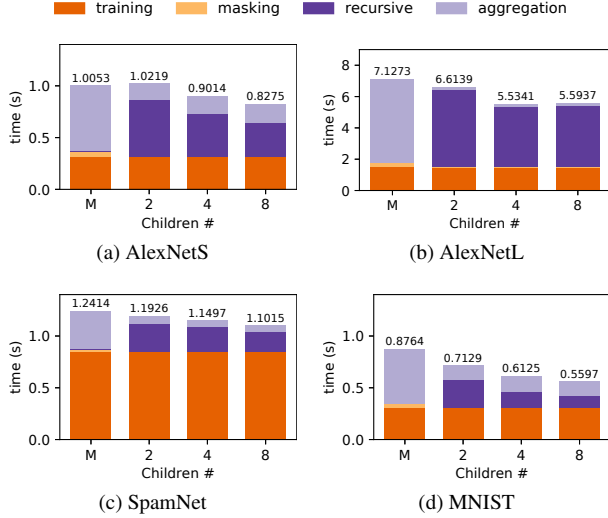 training masking recursive aggregation
time (s)
1.0
0.5
0.0
1.0053 1.0219 0.9014 0.8275
M 2 4 8
Children #
(a) AlexNetS
time (s)
8
6
4
2
0
7.1273 6.6139 5.5341 5.5937
M 2 4 8
Children #
(b) AlexNetL
time (s)
1.0
0.5
0.0
1.2414 1.1926 1.1497 1.1015
M 2 4 8
Children #
(c) SpamNet
time (s)
1.0
0.5
0.0
0.8764 0.7129 0.6125 0.5597
M 2 4 8
Children #
(d) MNIST